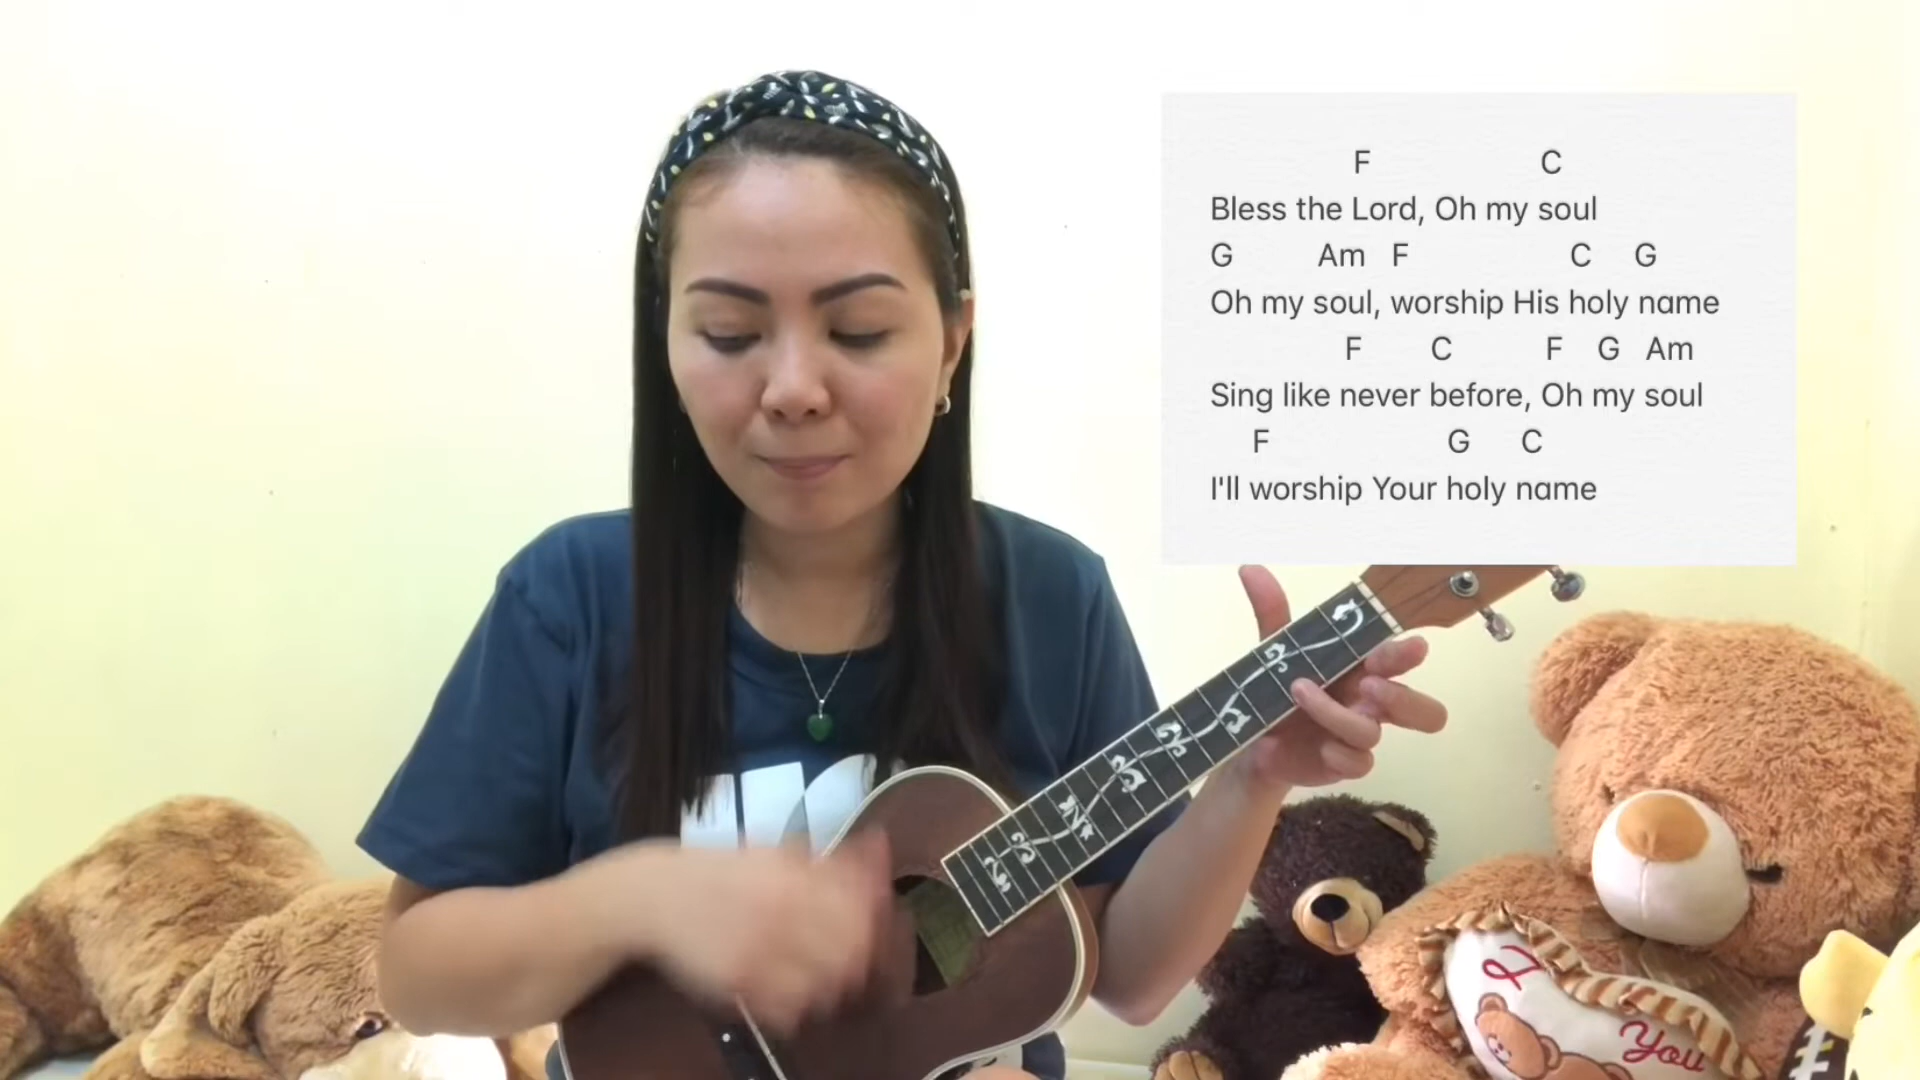 F C
Bless the Lord, Oh my soul
G Am F C G
Oh my soul, worship His holy name
F C F G Am
Sing like never before, Oh my soul
F G C
I'll worship Your holy name
I
You